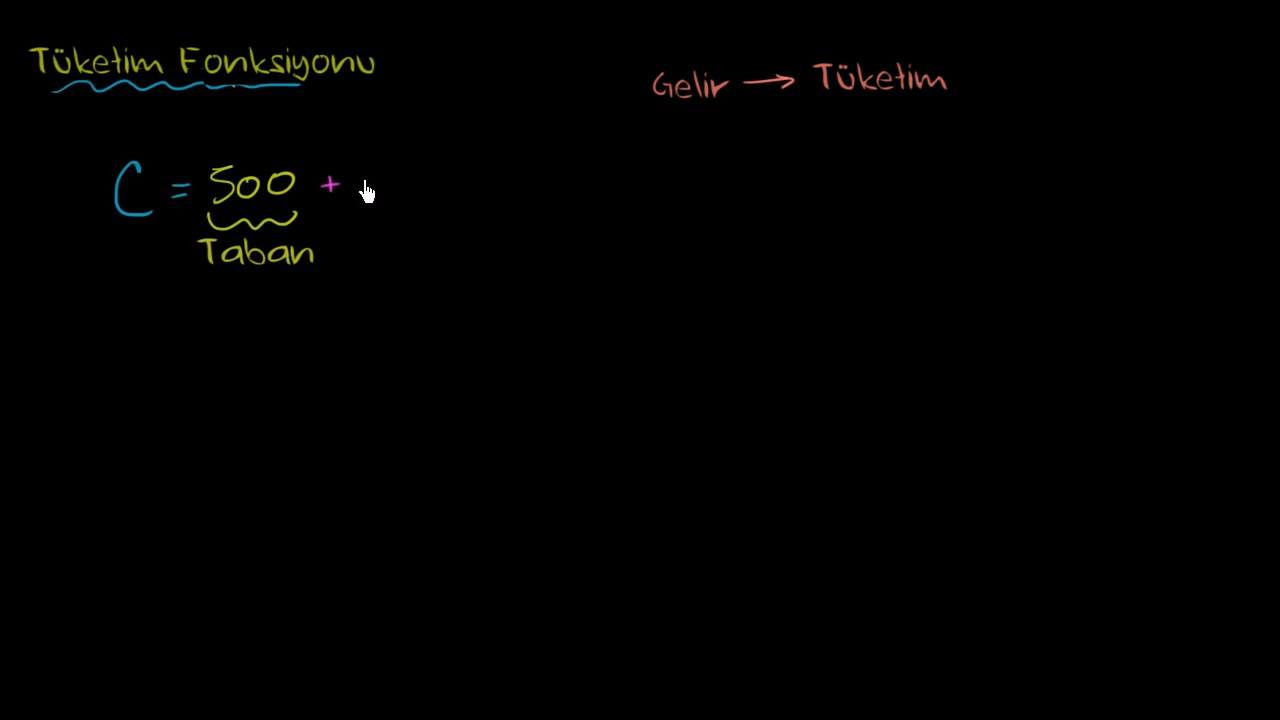 Tüketim Fonksiyonu
Gelir → Tüketim
C = 500 +
Taban